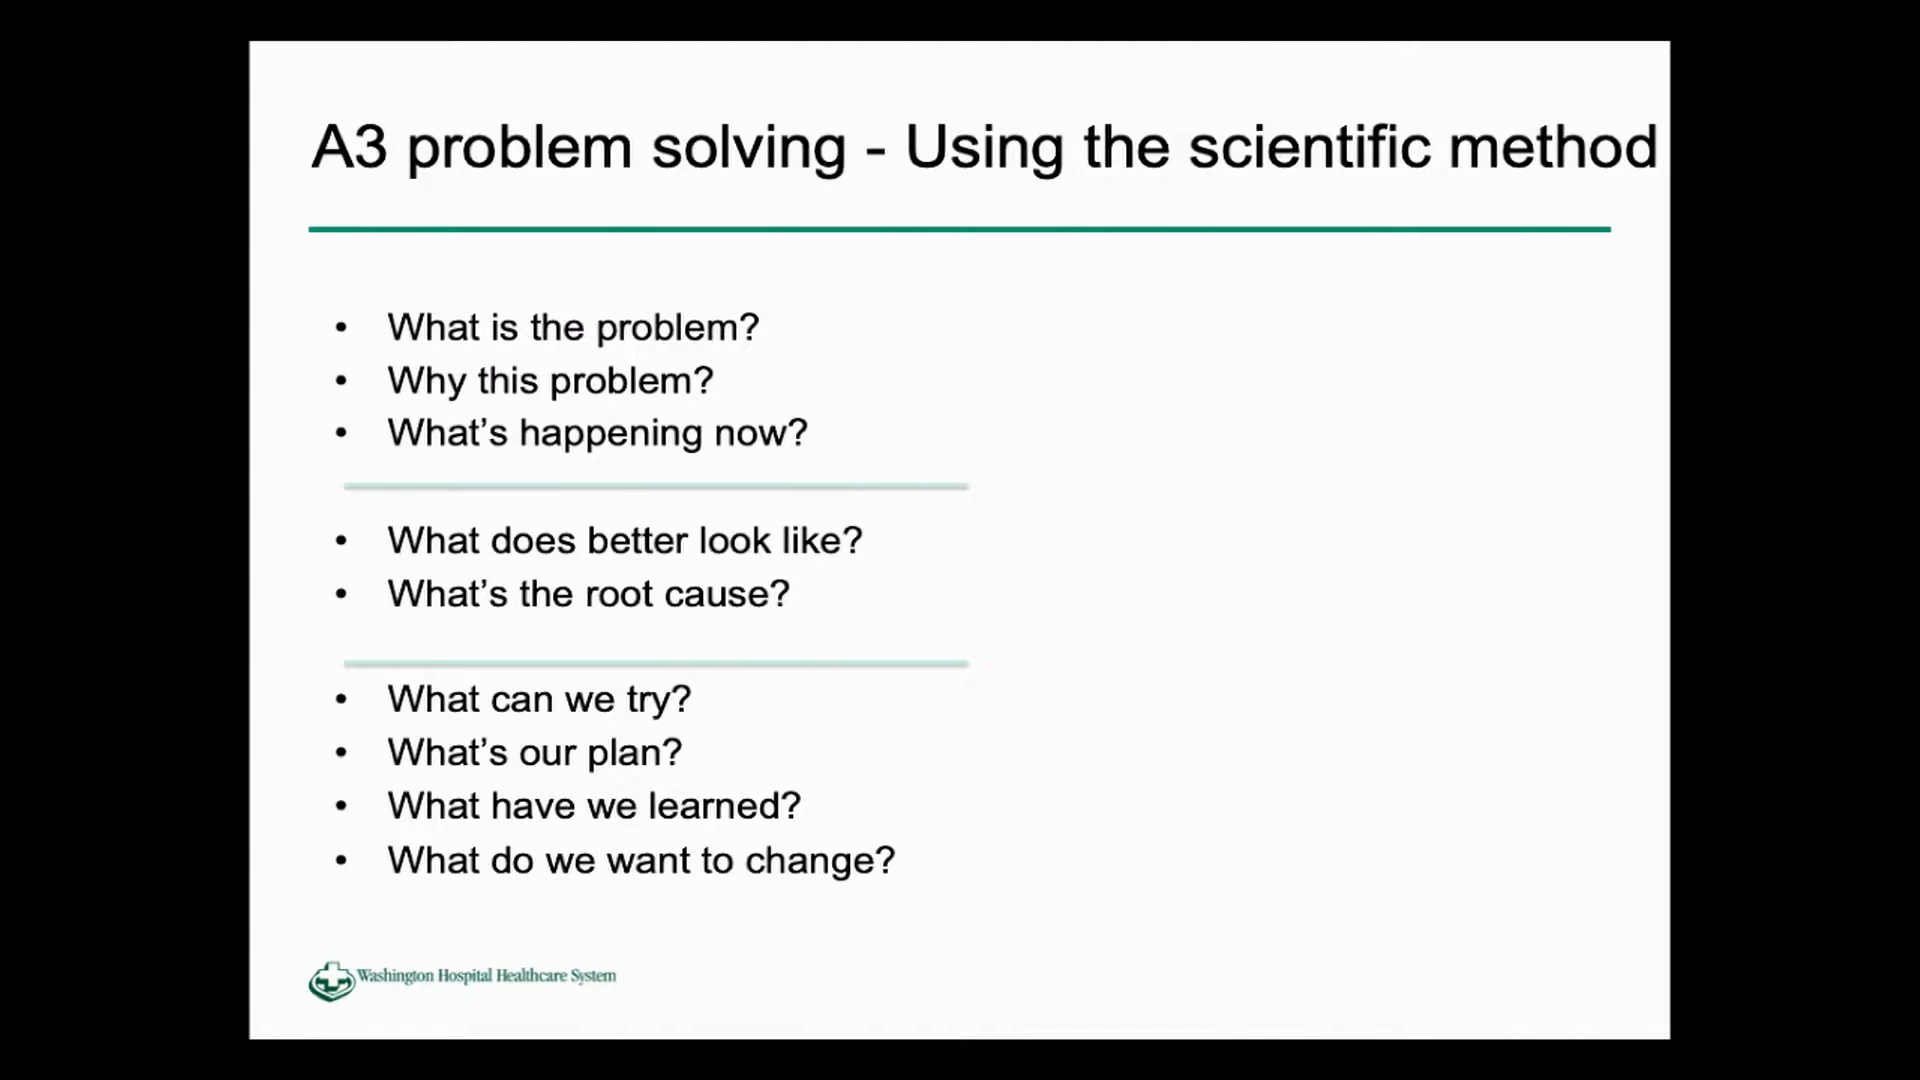 A3 problem solving - Using the scientific method
• What is the problem?
• Why this problem?
• What’s happening now?
• What does better look like?
• What’s the root cause?
• What can we try?
• What’s our plan?
• What have we learned?
• What do we want to change?
Washington Hospital Healthcare System